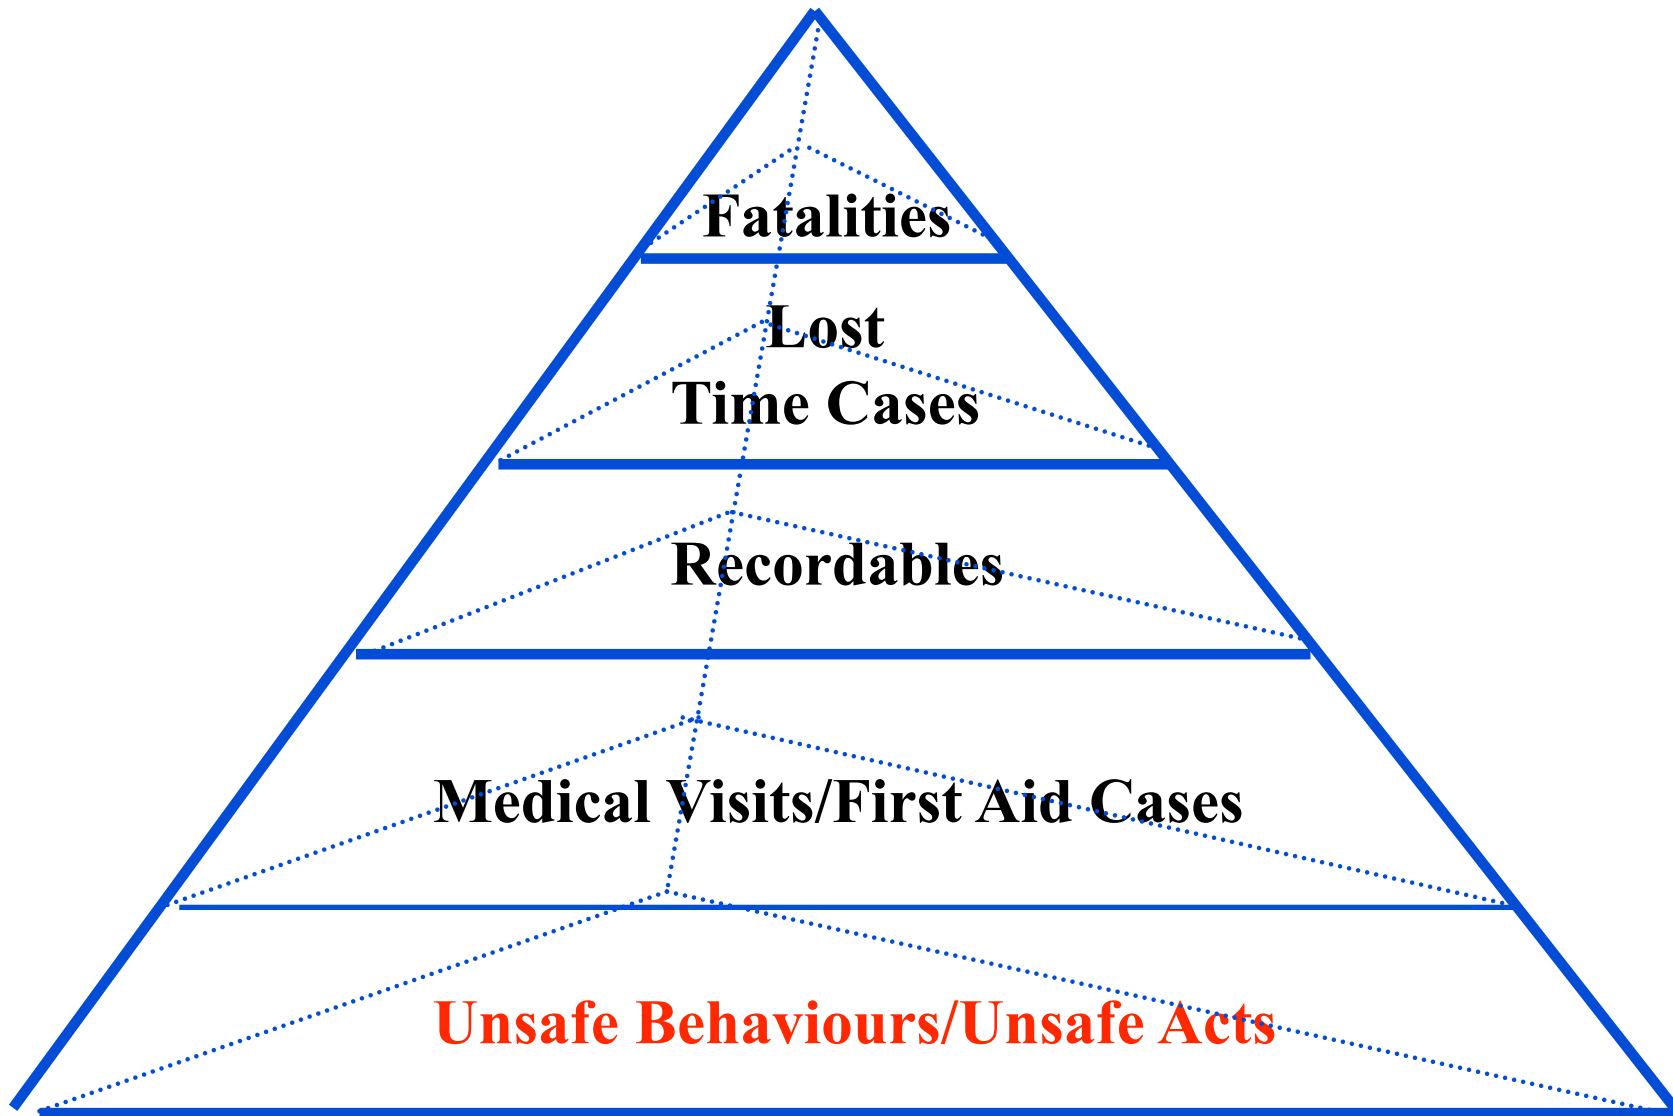 Fatalities
Lost
Time Cases
Recordables
Medical Visits/First Aid Cases
Unsafe Behaviours/Unsafe Acts